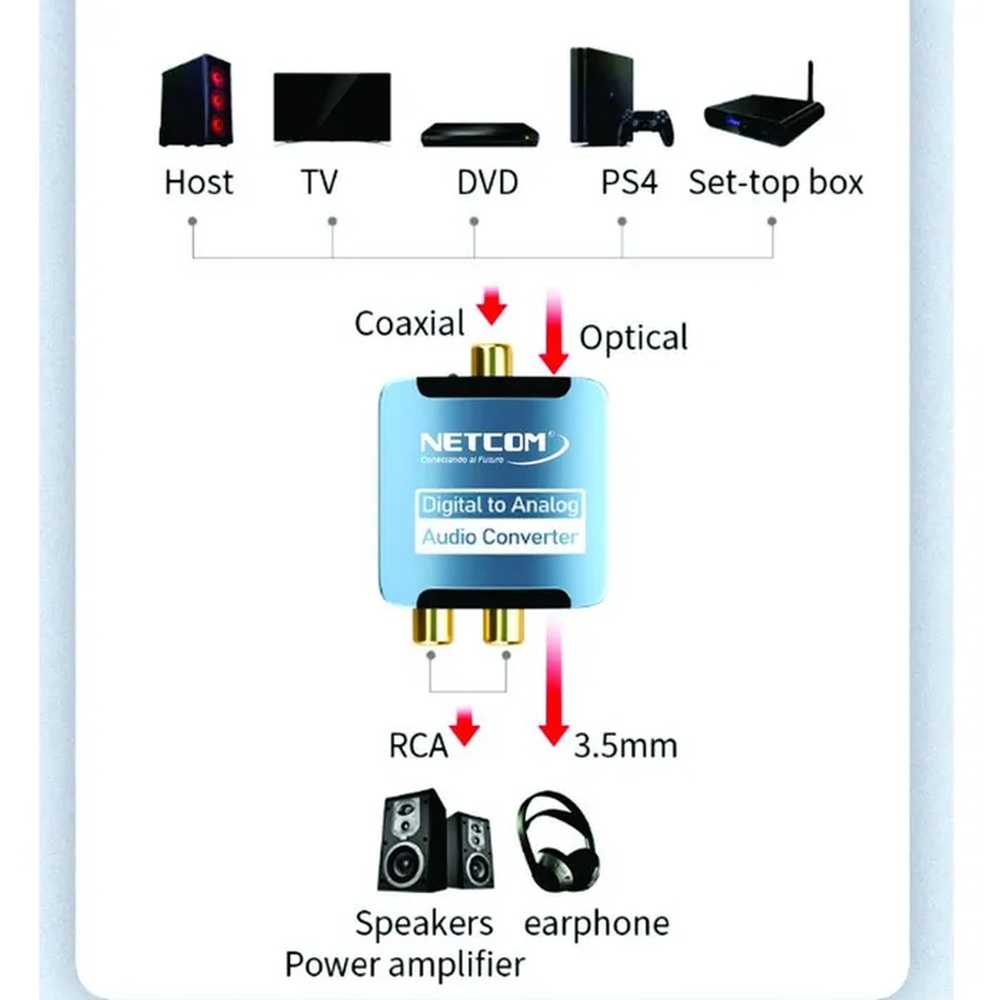 Host TV DVD PS4 Set-top box
Coaxial Optical
NETCOM
Conectando al Futuro
Digital to Analog
Audio Converter
RCA 3.5mm
Speakers earphone
Power amplifier